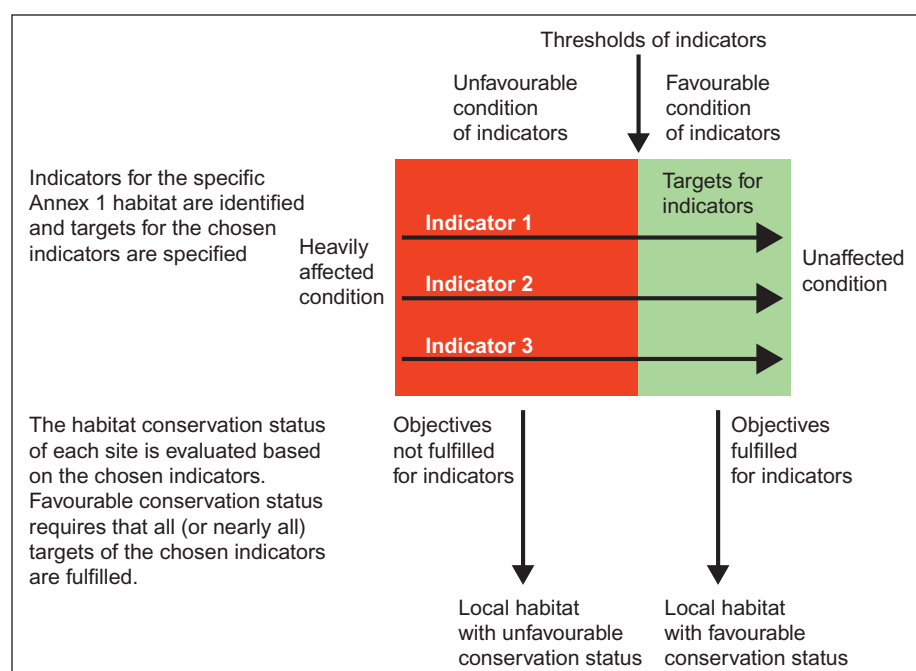 Thresholds of indicators
Unfavourable
condition
of indicators
Favourable
condition
of indicators
Indicators for the specific
Annex 1 habitat are identified
and targets for the chosen
indicators are specified
Heavily
affected
condition
Targets for
indicators
Indicator 1
Indicator 2
Indicator 3
Unaffected
condition
The habitat conservation status
of each site is evaluated based
on the chosen indicators.
Favourable conservation status
requires that all (or nearly all)
targets of the chosen indicators
are fulfilled.
Objectives
not fulfilled
for indicators
Objectives
fulfilled
for indicators
Local habitat
with unfavourable
conservation status
Local habitat
with favourable
conservation status